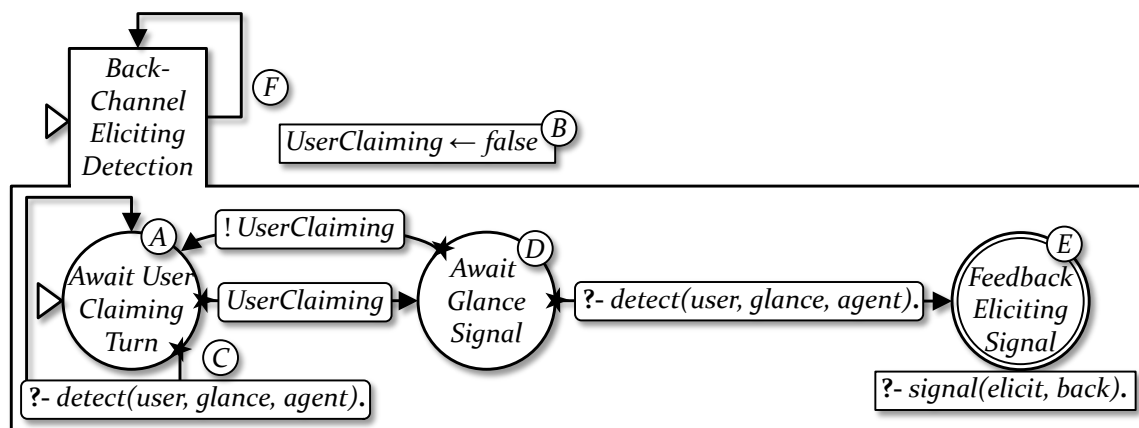 Back-
Channel
Eliciting
Detection
F
UserClaiming ← false
B
A
Await User
Claiming
Turn
! UserClaiming
UserClaiming
C
?- detect(user, glance, agent).
D
Await
Glance
Signal
?- detect(user, glance, agent).
E
Feedback
Eliciting
Signal
?- signal(elicit, back).